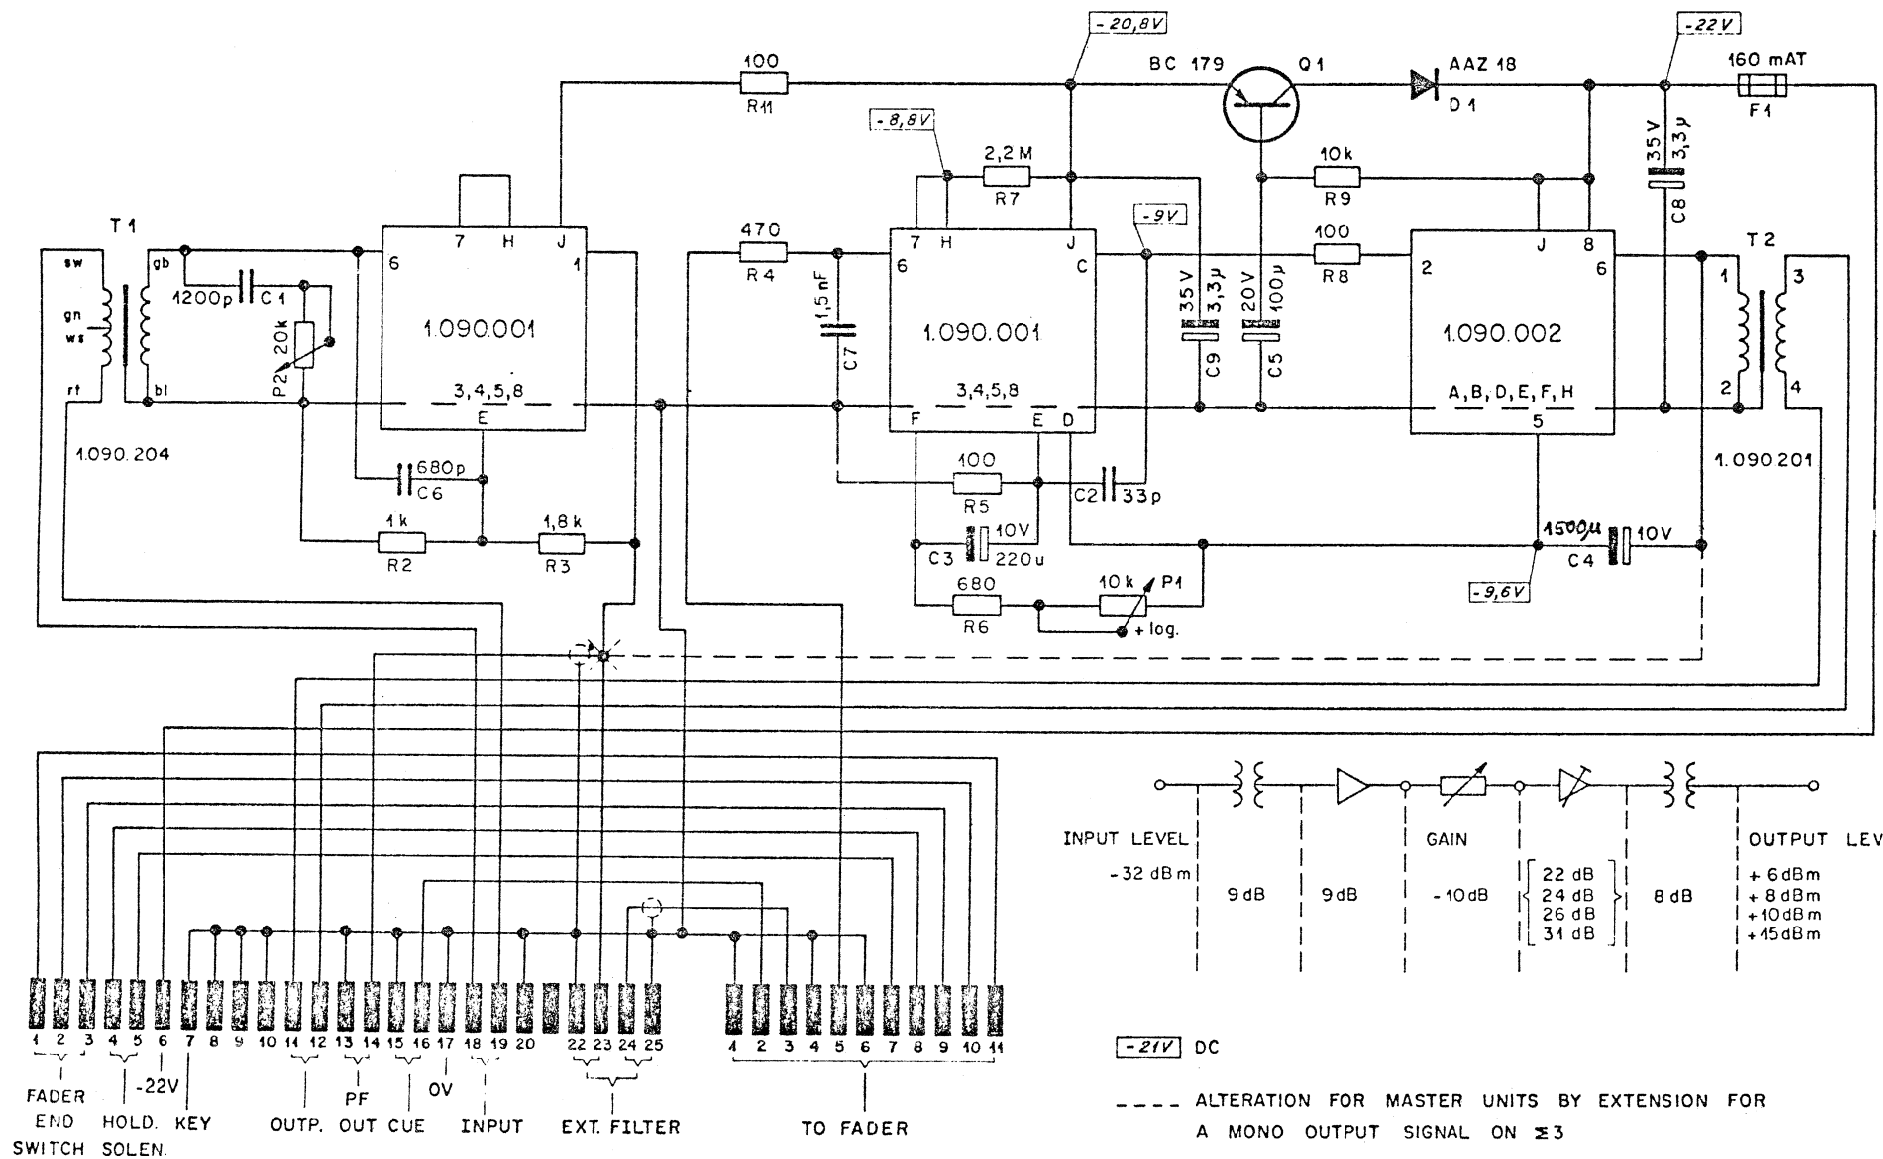 -20,8V
-22V
BC 179
Q1
AAZ 18
D1
160 mAT
F1
100
R11
-8,8V
2,2M
R7
10k
R9
35V
3,3µ
C8
T1
sw
gn
ws
rt
gb
bl
1200p
C1
P2
20k
7
H
J
6
1
1.090.001
3,4,5,8
E
470
R4
1,5nF
C7
7
H
J
6
C
1.090.001
3,4,5,8
F
E
D
-9V
100
R8
35V
3,3µ
C9
20V
100µ
C5
J
8
2
6
1.090.002
A,B,D,E,F,H
5
T2
1
2
3
4
1.090.204
1.090.201
680p
C6
1k
R2
1,8k
R3
100
R5
C2
33p
C3
10V
220u
680
R6
10k
P1
+log.
1500µ
10V
C4
-9,6V
INPUT LEVEL
-32 dBm
9dB
9dB
GAIN
-10dB
22 dB
24 dB
26 dB
31 dB
8dB
OUTPUT LEV
+ 6dBm
+ 8dBm
+10dBm
+15dBm
1 2 3 4 5 6 7 8 9 10 11 12 13 14 15 16 17 18 19 20 22 23 24 25
1 2 3 4 5 6 7 8 9 10 11
FADER
END
SWITCH
HOLD.
SOLEN.
-22V
KEY
OUTP.
PF
OUT
CUE
0V
INPUT
EXT. FILTER
TO FADER
-21V DC
ALTERATION FOR MASTER UNITS BY EXTENSION FOR
A MONO OUTPUT SIGNAL ON Σ3